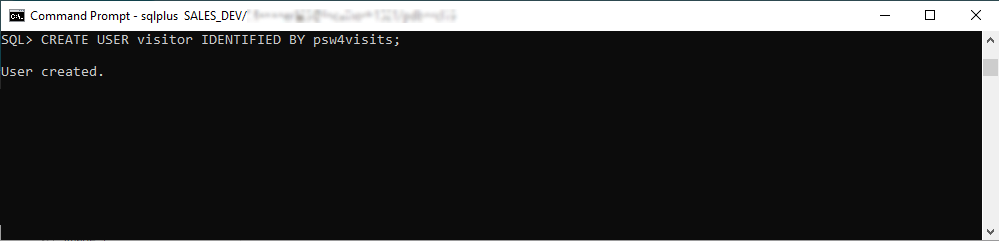 Command Prompt - sqlplus SALES_DEV/
SQL> CREATE USER visitor IDENTIFIED BY psw4visits;
User created.